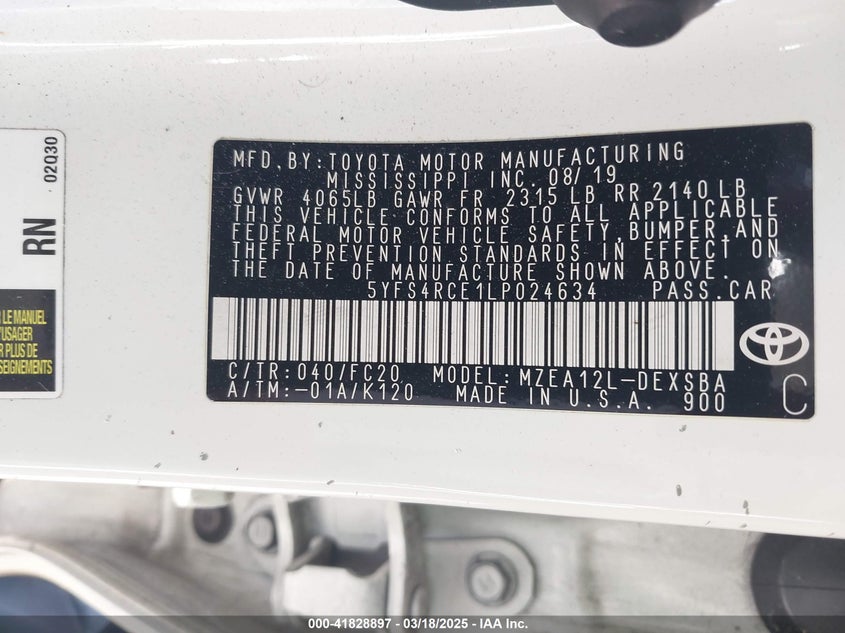 MFD. BY: TOYOTA MOTOR MANUFACTURING
MISSISSIPPI INC. 08/19
GVWR 4065LB GAWR FR 2315 LB RR 2140 LB
THIS VEHICLE CONFORMS TO ALL APPLICABLE
FEDERAL MOTOR VEHICLE SAFETY, BUMPER, AND
THEFT PREVENTION STANDARDS IN EFFECT ON
THE DATE OF MANUFACTURE SHOWN ABOVE.
5YFS4RCE1LP024634 PASS.CAR
C/TR: 040/FC20 MODEL: MZEA12L-DEXSBA
A/TM: -01A/K120 MADE IN U.S.A. 900
C
02Q30
RN
LE MANUEL
'USAGER
PLUS DE
SEIGNEMENTS
000-41828897 - 03/18/2025 - IAA Inc.